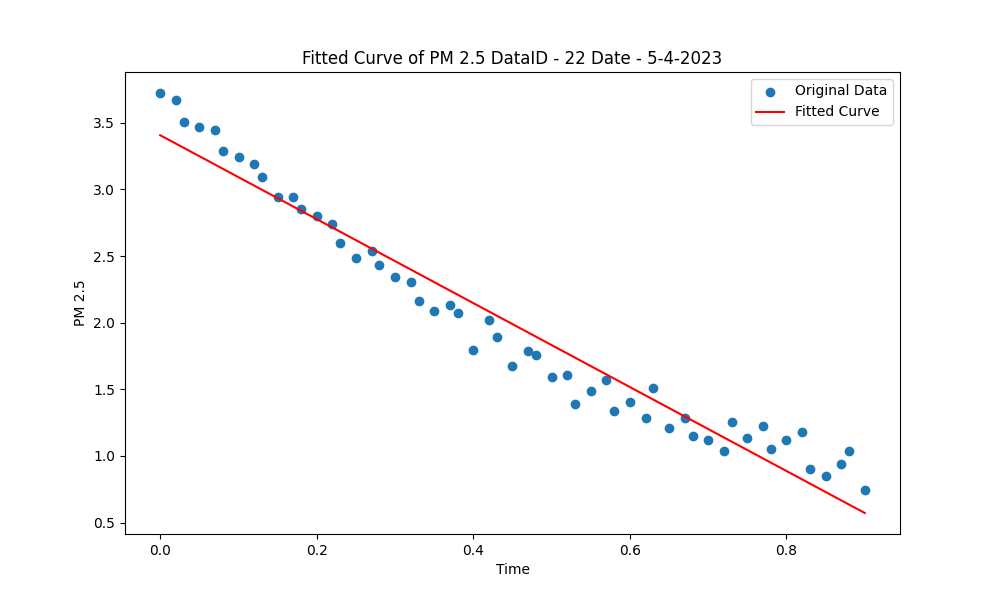 Fitted Curve of PM 2.5 DataID - 22 Date - 5-4-2023
Original Data
Fitted Curve
PM 2.5
3.5
3.0
2.5
2.0
1.5
1.0
0.5
0.0 0.2 0.4 0.6 0.8
Time